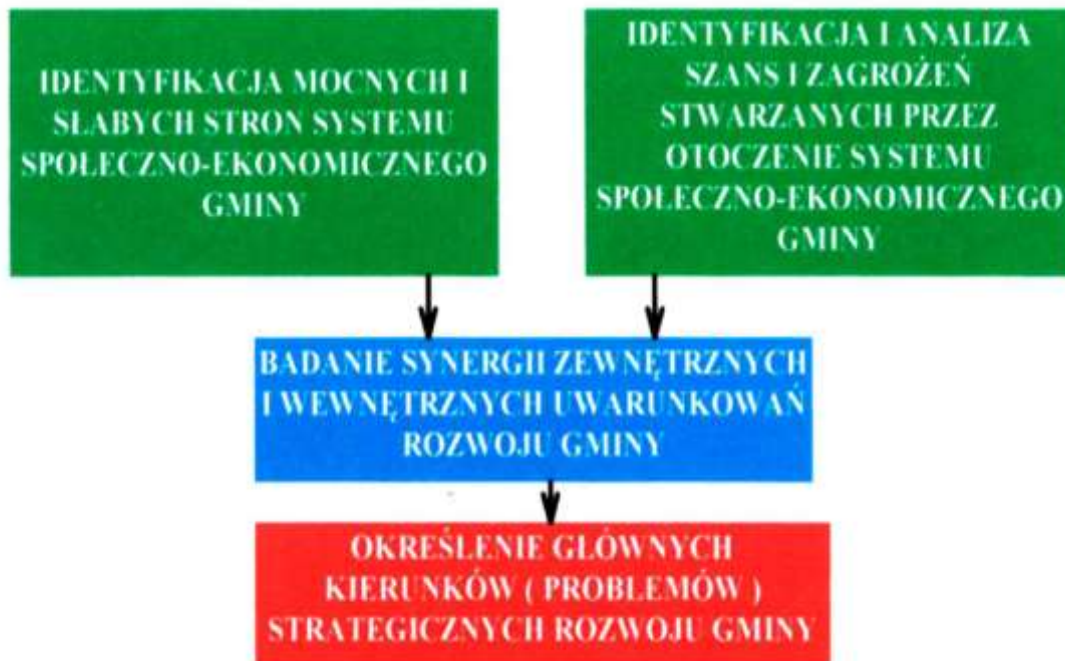 IDENTYFIKACJA MOCNYCH I
SŁABYCH STRON SYSTEMU
SPOŁECZNO-EKONOMICZNEGO
GMINY
IDENTYFIKACJA I ANALIZA
SZANS I ZAGROŻEŃ
STWARZANYCH PRZEZ
OTOCZENIE SYSTEMU
SPOŁECZNO-EKONOMICZNEGO
GMINY
BADANIE SYNERGII ZEWNĘTRZNYCH
I WEWNĘTRZNYCH UWARUNKOWAŃ
ROZWOJU GMINY
OKREŚLENIE GŁÓWNYCH
KIERUNKÓW ( PROBLEMÓW )
STRATEGICZNYCH ROZWOJU GMINY